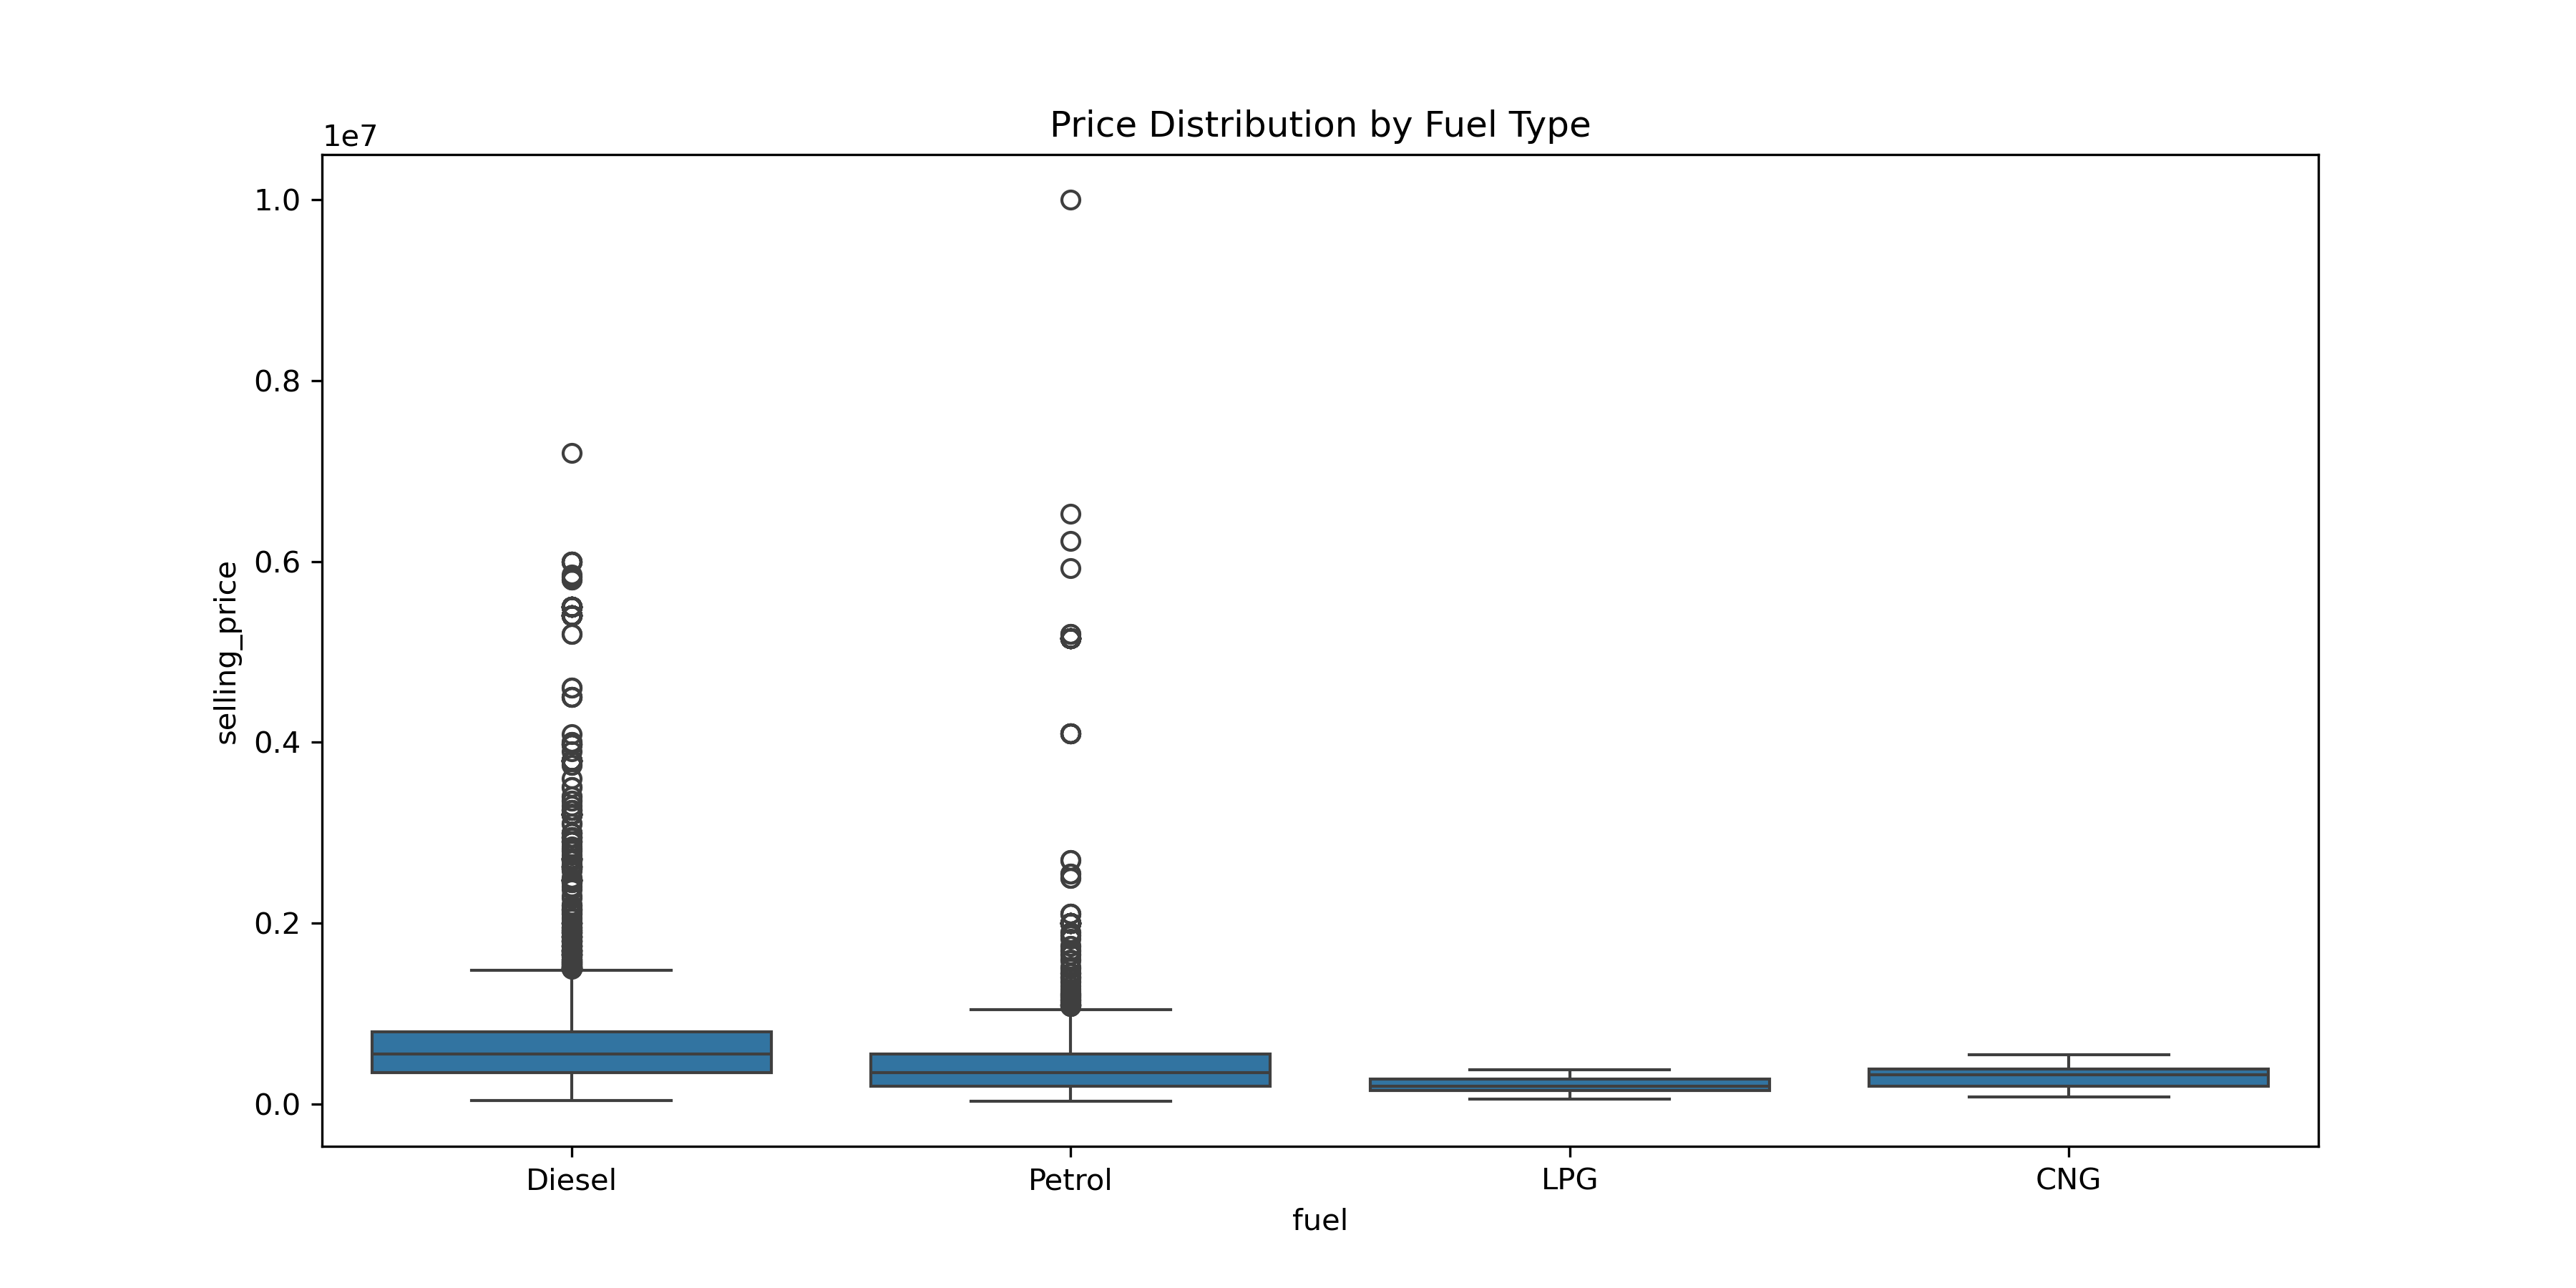 Price Distribution by Fuel Type
1e7
1.0
0.8
0.6
0.4
0.2
0.0
selling_price
Diesel Petrol LPG CNG
fuel